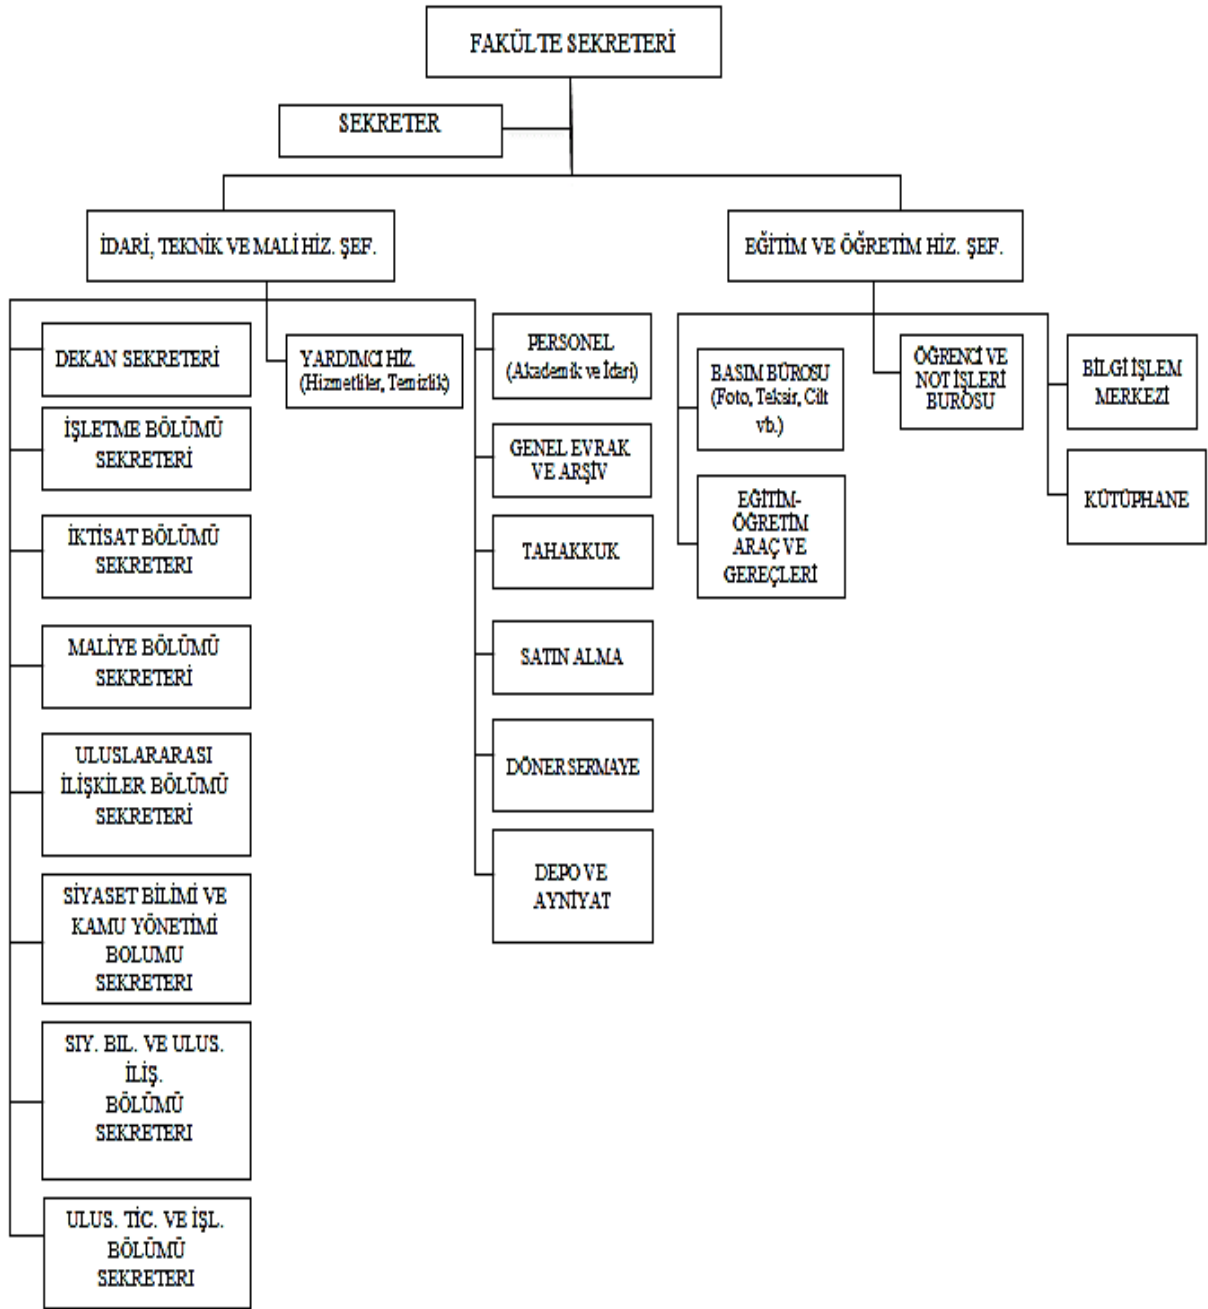 FAKÜLTE SEKRETERİ
SEKRETER
İDARİ, TEKNİK VE MALİ HİZ. ŞEF.
EĞİTİM VE ÖĞRETİM HİZ. ŞEF.
DEKAN SEKRETERİ
İŞLETME BÖLÜMÜ
SEKRETERİ
İKTİSAT BÖLÜMÜ
SEKRETERI
MALİYE BÖLÜMÜ
SEKRETERİ
ULUSLARARASI
İLİŞKİLER BÖLÜMÜ
SEKRETERİ
SİYASET BİLİMİ VE
KAMU YÖNETİMİ
BOLUMU
SEKRETERI
SIY. BIL. VE ULUS.
İLİŞ.
BÖLÜMÜ
SEKRETERI
ULUS. TİC. VE İŞL.
BÖLÜMÜ
SEKRETERI
YARDIMCI HİZ.
(Hizmetliler, Temizlik)
PERSONEL
(Akademik ve İdari)
GENEL EVRAK
VE ARŞİV
TAHAKKUK
SATIN ALMA
DÖNER SERMAYE
DEPO VE
AYNİYAT
BASIM BÜROSU
(Foto, Teksir, Cilt
vb.)
EĞİTİM-
ÖĞRETİM
ARAÇ VE
GEREÇLERİ
ÖĞRENCİ VE
NOT İŞLERİ
BUROSU
BİLGİ İŞLEM
MERKEZİ
KÜTÜPHANE